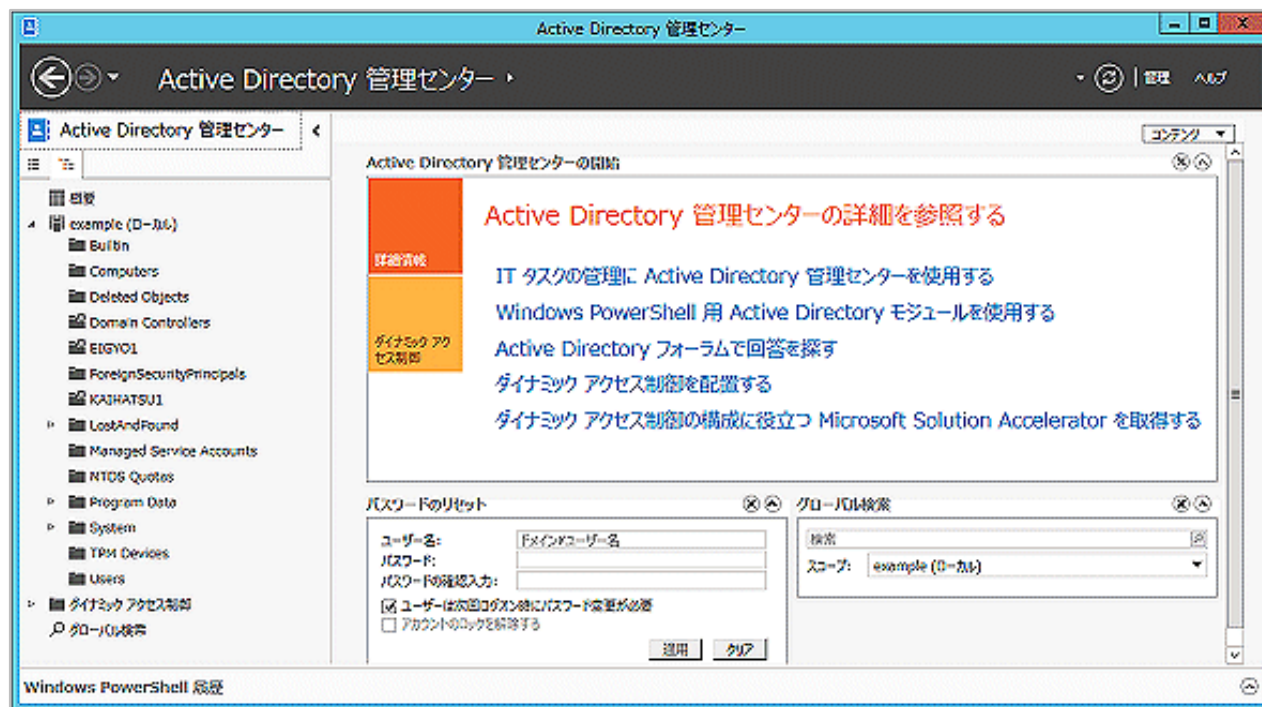 Active Directory 管理センター
Active Directory 管理センター
管理 ヘルプ
Active Directory 管理センター
コンテンツ
概要
example (ローカル)
Builtin
Computers
Deleted Objects
Domain Controllers
EIGYO1
ForeignSecurityPrincipals
KAIHATSU1
LostAndFound
Managed Service Accounts
NTDS Quotas
Program Data
System
TPM Devices
Users
ダイナミック アクセス制御
グローバル検索
Active Directory 管理センターの開始
詳細情報
ダイナミック アク
セス制御
Active Directory 管理センターの詳細を参照する
IT タスクの管理に Active Directory 管理センターを使用する
Windows PowerShell 用 Active Directory モジュールを使用する
Active Directory フォーラムで回答を探す
ダイナミック アクセス制御を配置する
ダイナミック アクセス制御の構成に役立つ Microsoft Solution Accelerator を取得する
パスワードのリセット
ユーザー名:
ドメイン¥ユーザー名
パスワード:
パスワードの確認入力:
ユーザーは次回ログオン時にパスワード変更が必要
アカウントのロックを解除する
適用 クリア
グローバル検索
検索
スコープ: example (ローカル)
Windows PowerShell 履歴